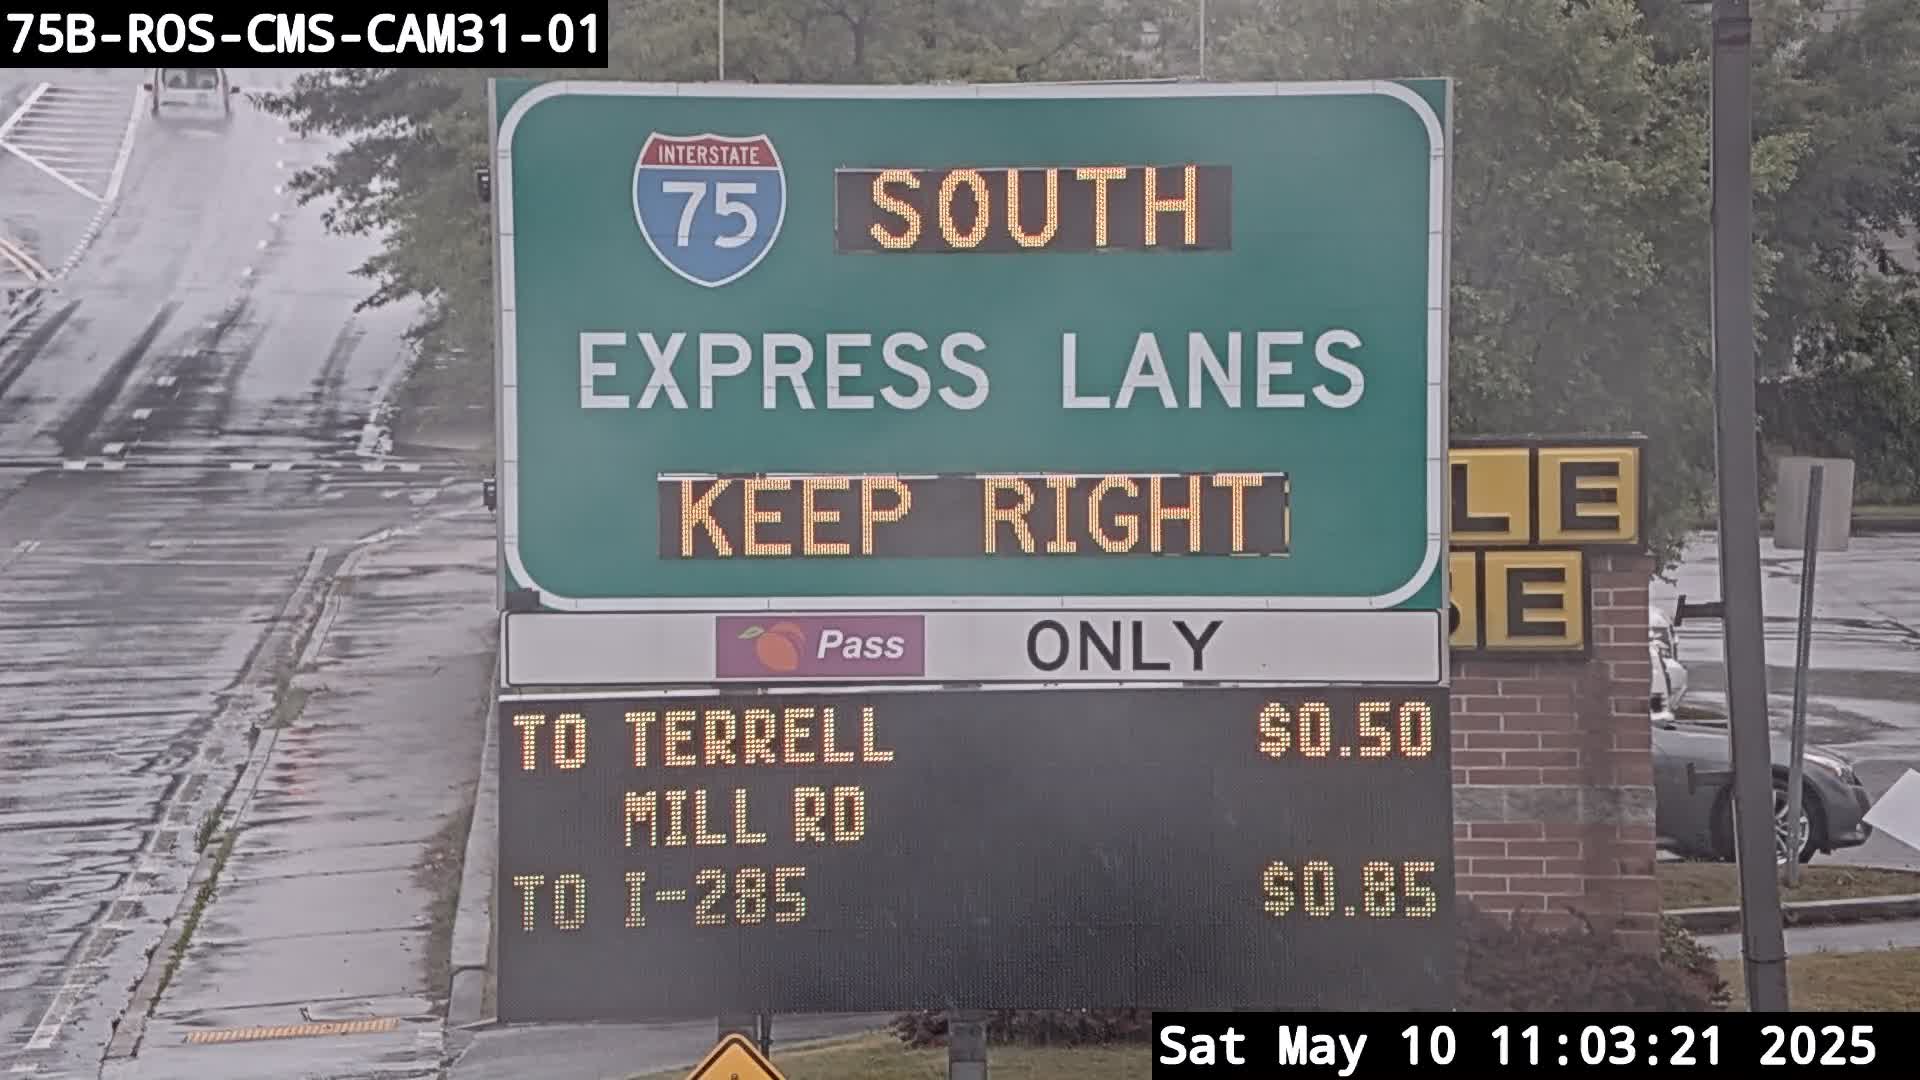 75B-ROS-CMS-CAM31-01
INTERSTATE
75
SOUTH
EXPRESS LANES
KEEP RIGHT
Pass ONLY
LE
TO TERRELL $0.50
MILL RD
TO I-285 $0.85
Sat May 10 11:03:21 2025